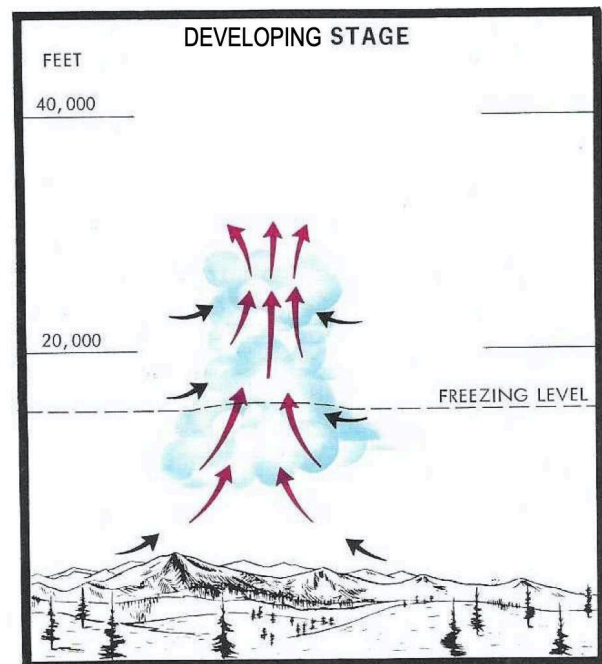 DEVELOPING STAGE
FEET
40,000
20,000
FREEZING LEVEL